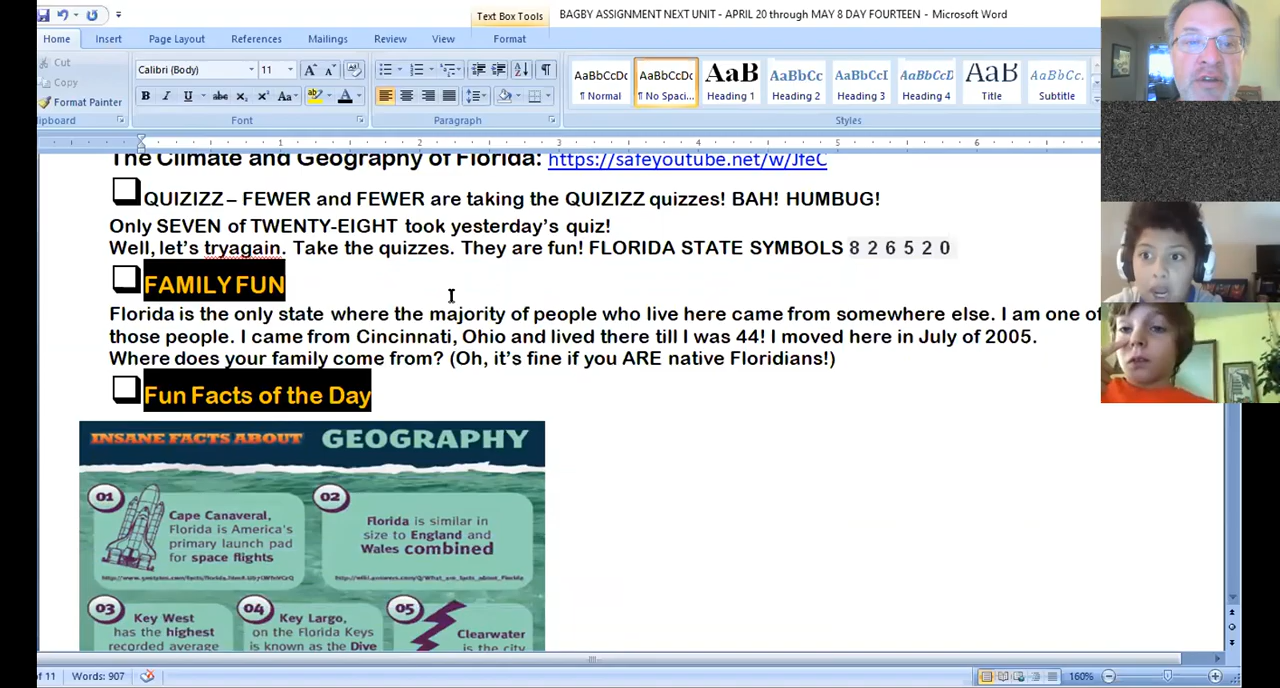 Text Box Tools
BAGBY ASSIGNMENT NEXT UNIT - APRIL 20 through MAY 8 DAY FOURTEEN - Microsoft Word
Home Insert Page Layout References Mailings Review View Format
Cut
Copy
Format Painter
Calibri (Body) 11
AaBbCcDc AaBbCcDc AaB AaBbCc AaBbCcI AaBbCcD AaB AaBbCc.
¶ Normal ¶ No Spaci... Heading 1 Heading 2 Heading 3 Heading 4 Title Subtitle
lipboard Font Paragraph Styles
1 2 3 4 5 6 7
The Climate and Geography of Florida: https://safeyoutube.net/w/JfeC
QUIZIZZ – FEWER and FEWER are taking the QUIZIZZ quizzes! BAH! HUMBUG!
Only SEVEN of TWENTY-EIGHT took yesterday's quiz!
Well, let's tryagain. Take the quizzes. They are fun! FLORIDA STATE SYMBOLS 8 2 6 5 2 0
FAMILY FUN
Florida is the only state where the majority of people who live here came from somewhere else. I am one of
those people. I came from Cincinnati, Ohio and lived there till I was 44! I moved here in July of 2005.
Where does your family come from? (Oh, it's fine if you ARE native Floridians!)
Fun Facts of the Day
INSANE FACTS ABOUT GEOGRAPHY
01
Cape Canaveral,
Florida is America's
primary launch pad
for space flights
02
Florida is similar in
size to England and
Wales combined
03
Key West
has the highest
recorded average
04
Key Largo,
on the Florida Keys
is known as the Dive
05
Clearwater
is the city
of 11 Words: 907 160%